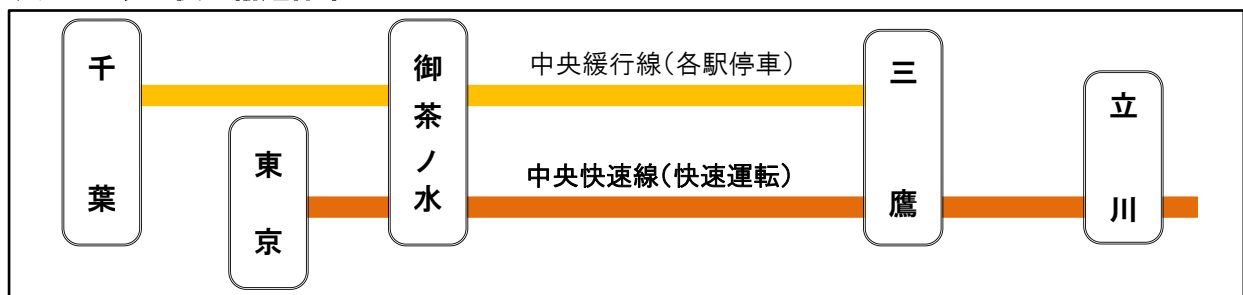 千葉
東京
御茶ノ水
中央緩行線（各駅停車）
中央快速線（快速運転）
三鷹
立川